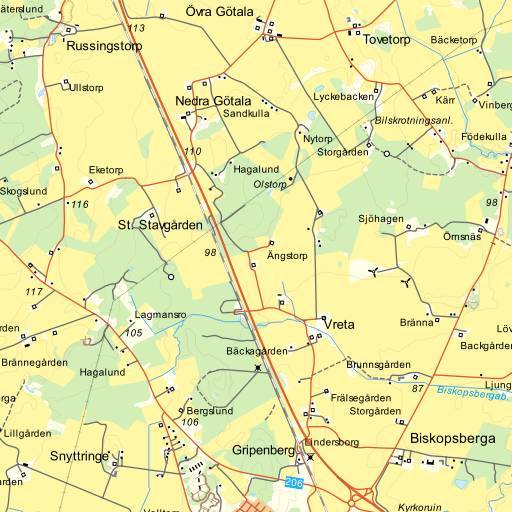 Övra Götala
113
Russingstorp
Tovetorp
Bäcketorp
Ullstorp
Nedra Götala
Lyckebacken
Kärr
Vinberg
Sandkulla
Bilskrotningsanl.
Nytorp
Födekulla
110
Storgården
Eketorp
Hagalund
Olstorp
Skogslund
116
98
Sjöhagen
St. Stavgården
Örnsnäs
98
Ängstorp
117
Lagmansro
Vreta
Bränna
105
Bäckagården
Backgården
Brännegården
Brunnsgården
Hagalund
87
Ljung
Biskopsbergab.
Frälsegården
Bergslund
Storgården
106
Lillgården
Lindersborg
Biskopsberga
Snyttringe
Gripenberg
206
Kyrkoruin